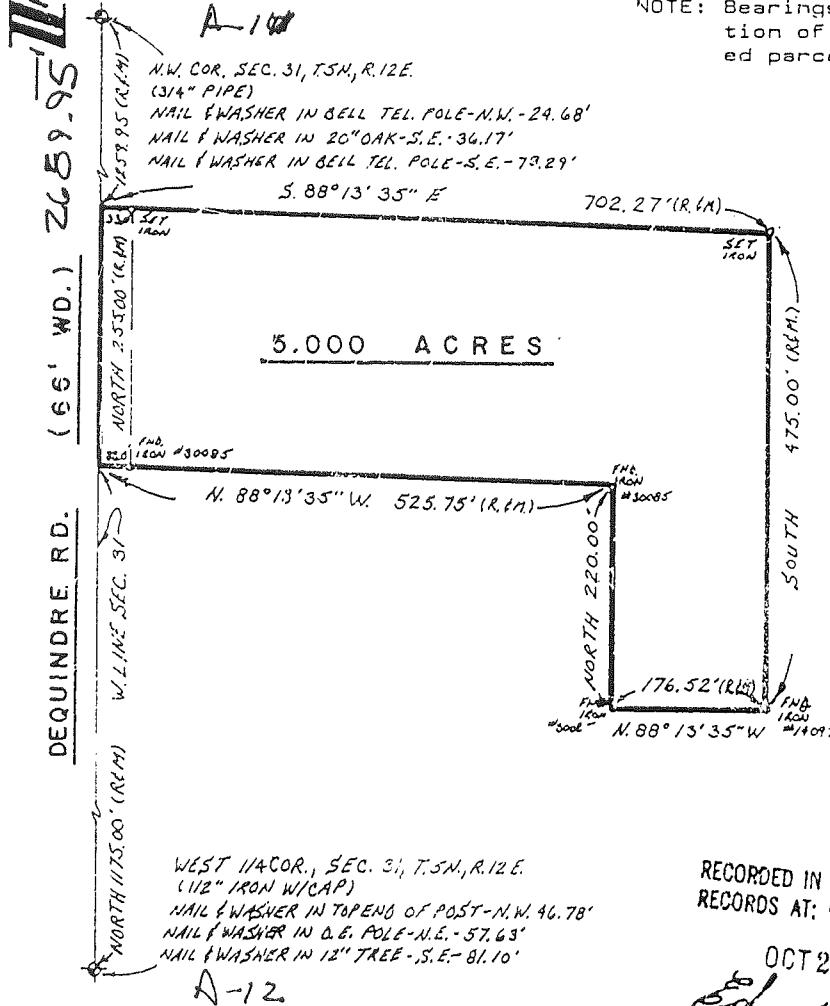 A-14
NOTE: Bearings
tion of
ed parce
2689.95
1259.95 (R&M)
N.W. COR. SEC. 31, T.5N., R.12E.
(3/4" PIPE)
NAIL & WASHER IN BELL TEL. POLE-N.W.-24.68'
NAIL & WASHER IN 20" OAK-S.E.-36.17'
NAIL & WASHER IN BELL TEL. POLE-S.E.-73.29'
S. 88°13'35" E
702.27' (R&M)
SET
IRON
SET
IRON
NORTH 255.00' (R&M)
5.000 ACRES
475.00' (R&M)
SOUTH
(66' WD.)
DEQUINDRE RD.
FND.
IRON #30085
N. 88°13'35" W. 525.75' (R&M)
FND.
IRON
#30085
W. LINE SEC. 31
NORTH 220.00'
176.52' (R&M)
IRON
N. 88°13'35" W
FND.
IRON
NORTH 1175.00' (R&M)
WEST 1/4 COR., SEC. 31, T.5N., R.12E.
(1/2" IRON W/CAP)
NAIL & WASHER IN TOP END OF POST-N.W. 46.78'
NAIL & WASHER IN D.E. POLE-N.E.-57.63'
NAIL & WASHER IN 12" TREE-S.E.-81.10'
A-12
RECORDED IN
RECORDS AT:
OCT 2